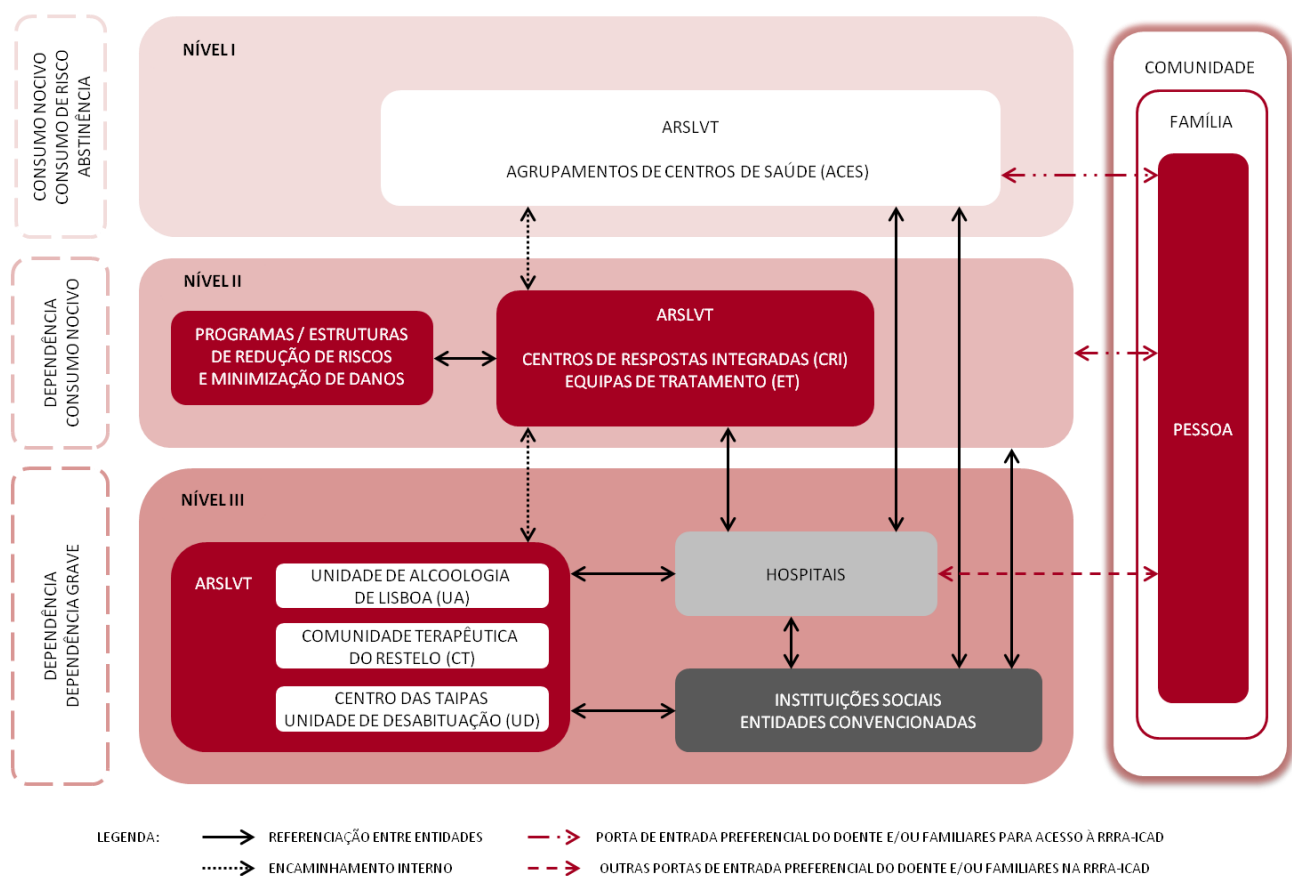 CONSUMO NOCIVO
CONSUMO DE RISCO
ABSTINÊNCIA
NÍVEL I
ARSLVT
AGRUPAMENTOS DE CENTROS DE SAÚDE (ACES)
COMUNIDADE
FAMÍLIA
PESSOA
DEPENDÊNCIA
CONSUMO NOCIVO
NÍVEL II
PROGRAMAS / ESTRUTURAS
DE REDUÇÃO DE RISCOS
E MINIMIZAÇÃO DE DANOS
ARSLVT
CENTROS DE RESPOSTAS INTEGRADAS (CRI)
EQUIPAS DE TRATAMENTO (ET)
DEPENDÊNCIA
DEPENDÊNCIA GRAVE
NÍVEL III
ARSLVT
UNIDADE DE ALCOOLOGIA
DE LISBOA (UA)
COMUNIDADE TERAPÊUTICA
DO RESTELO (CT)
CENTRO DAS TAIPAS
UNIDADE DE DESABITUAÇÃO (UD)
HOSPITAIS
INSTITUIÇÕES SOCIAIS
ENTIDADES CONVENCIONADAS
LEGENDA:
REFERENCIAÇÃO ENTRE ENTIDADES
PORTA DE ENTRADA PREFERENCIAL DO DOENTE E/OU FAMILIARES PARA ACESSO À RRRA-ICAD
ENCAMINHAMENTO INTERNO
OUTRAS PORTAS DE ENTRADA PREFERENCIAL DO DOENTE E/OU FAMILIARES NA RRRA-ICAD